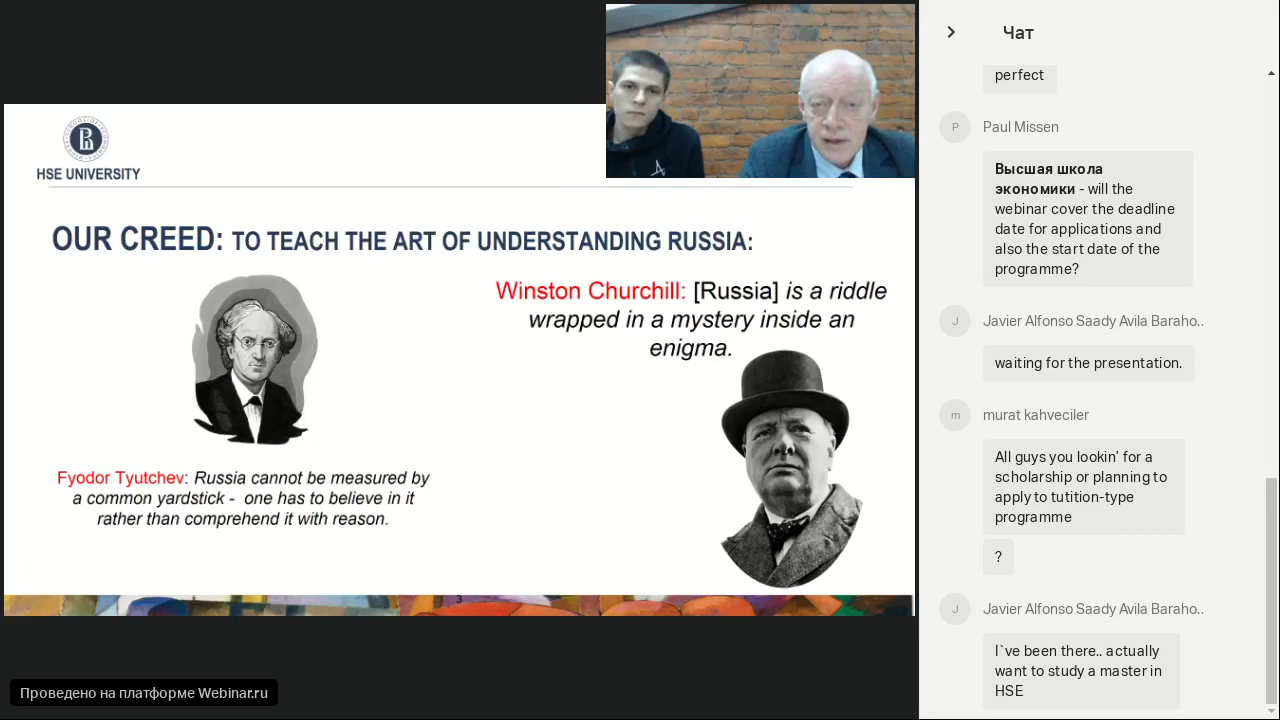 HSE UNIVERSITY
OUR CREED: TO TEACH THE ART OF UNDERSTANDING RUSSIA:
Winston Churchill: [Russia] is a riddle
wrapped in a mystery inside an
enigma.
Fyodor Tyutchev: Russia cannot be measured by
a common yardstick - one has to believe in it
rather than comprehend it with reason.
3
Проведено на платформе Webinar.ru
Чат
perfect
P
Paul Missen
Высшая школа
экономики - will the
webinar cover the deadline
date for applications and
also the start date of the
programme?
J
Javier Alfonso Saady Avila Baraho..
waiting for the presentation.
m
murat kahveciler
All guys you lookin’ for a
scholarship or planning to
apply to tutition-type
programme
?
J
Javier Alfonso Saady Avila Baraho..
I`ve been there.. actually
want to study a master in
HSE